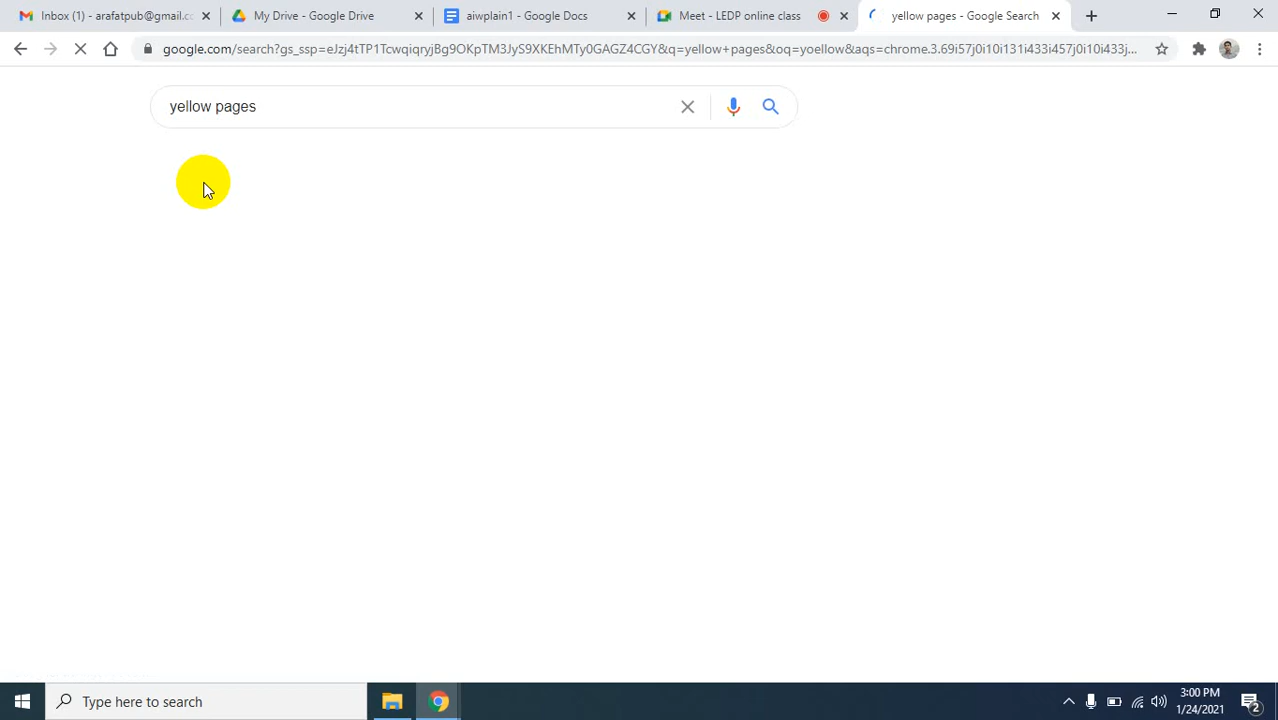 Inbox (1) - arafatpub@gmail...
My Drive - Google Drive
aiwplain1 - Google Docs
Meet - LEDP online class
yellow pages - Google Search
google.com/search?gs_ssp=eJzj4tTP1TcwqiqryjBg9OKpTM3JyS9XKEhMTy0GAGZ4CGY&q=yellow+pages&oq=yoellow&aqs=chrome.3.69i57j0i10i131i433i457j0i10i433j...
yellow pages
Type here to search
3:00 PM
1/24/2021
2